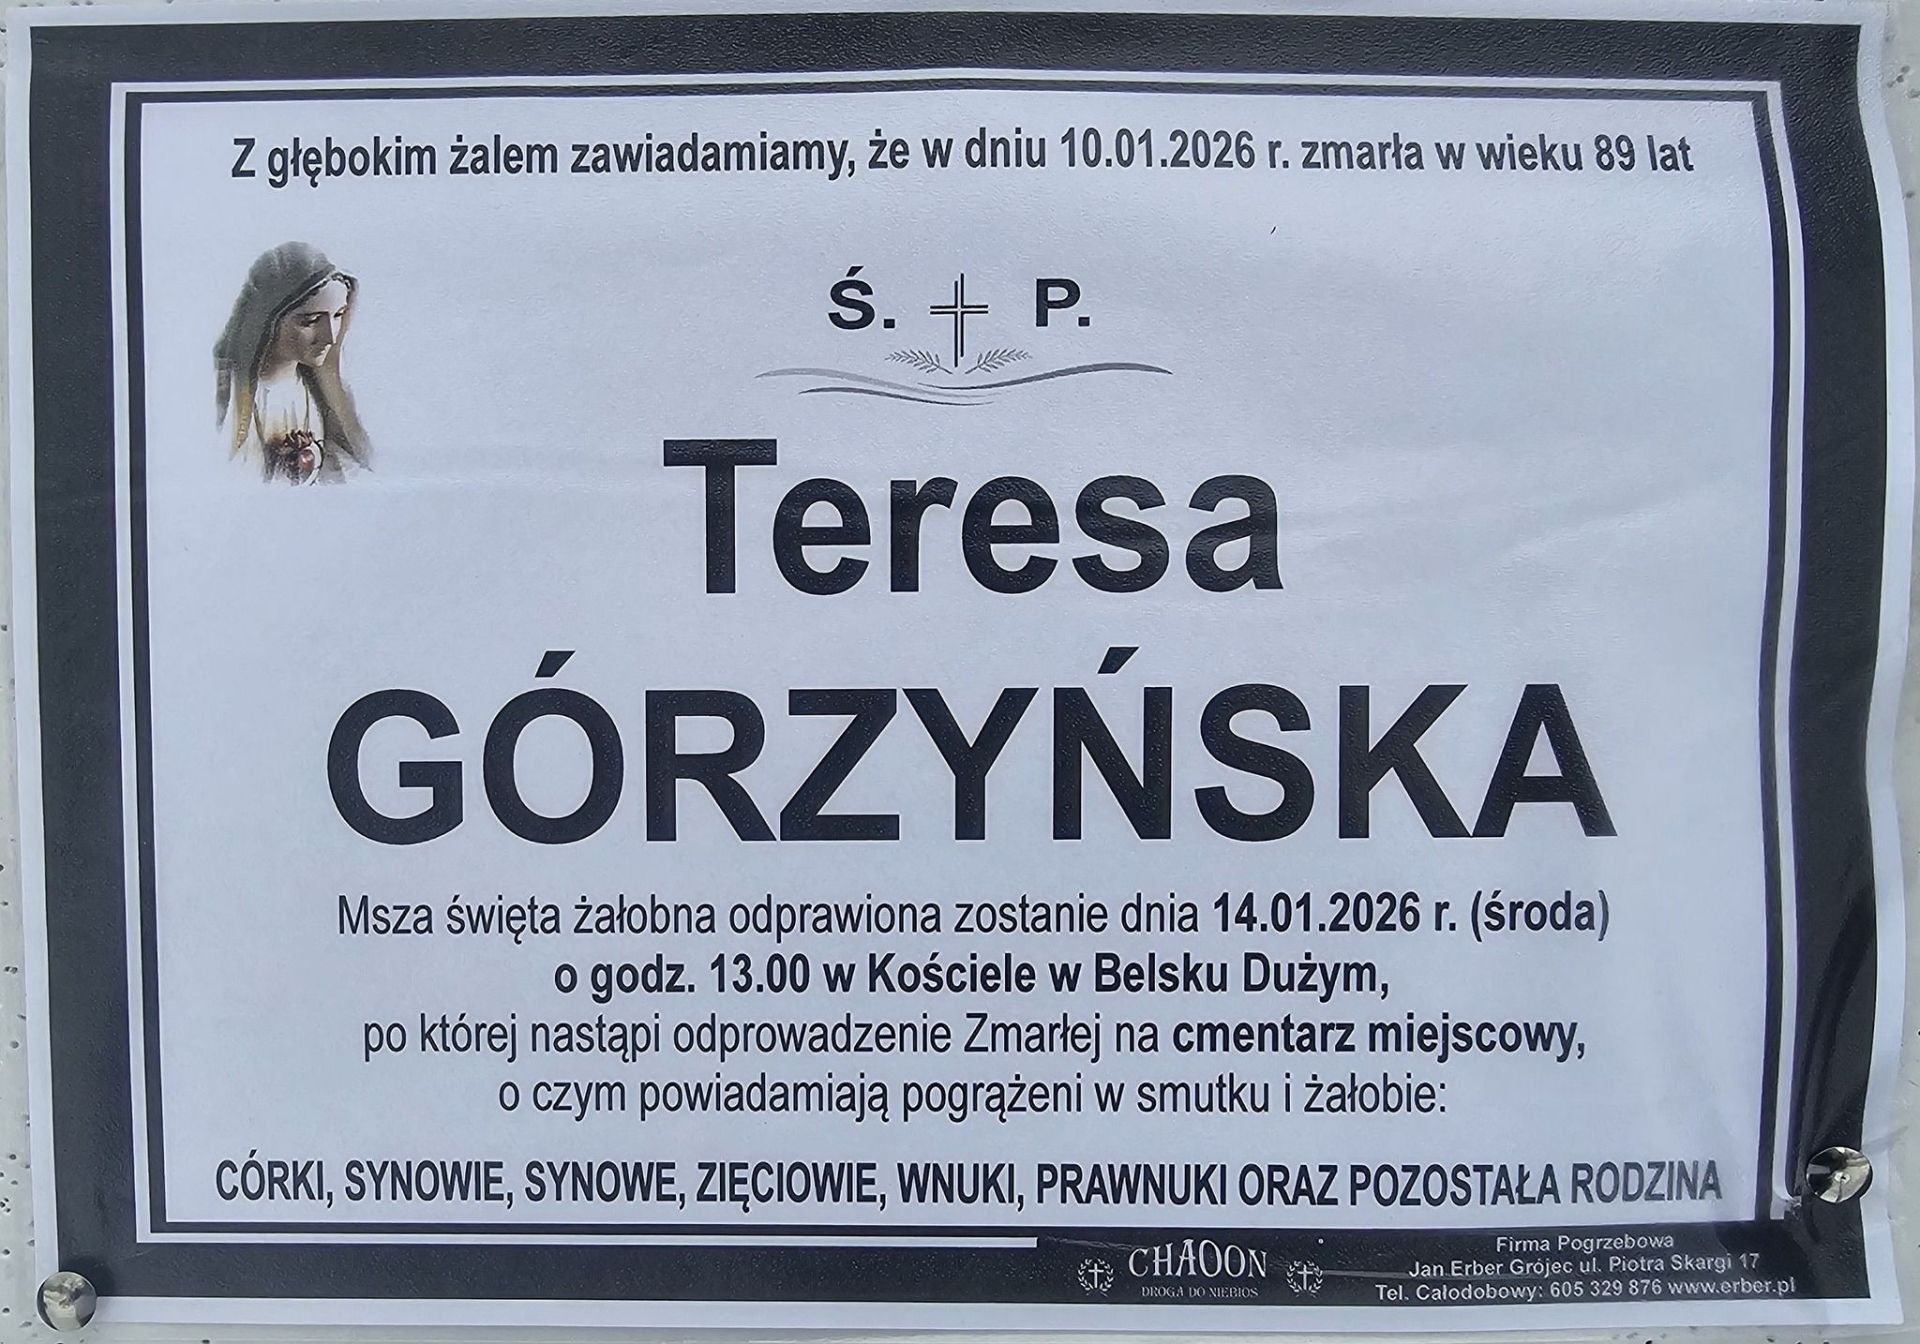 Z głębokim żalem zawiadamiamy, że w dniu 10.01.2026 r. zmarła w wieku 89 lat
Ś. P.
Teresa
GÓRZYŃSKA
Msza święta żałobna odprawiona zostanie dnia 14.01.2026 r. (środa)
o godz. 13.00 w Kościele w Belsku Dużym,
po której nastąpi odprowadzenie Zmarłej na cmentarz miejscowy,
o czym powiadamiają pogrążeni w smutku i żałobie:
CÓRKI, SYNOWIE, SYNOWE, ZIĘCIOWIE, WNUKI, PRAWNUKI ORAZ POZOSTAŁA RODZINA
CHAOON
DROGA DO NIEBIOS
Firma Pogrzebowa
Jan Erber Grójec ul. Piotra Skargi 17
Tel. Całodobowy: 605 329 876 www.erber.pl